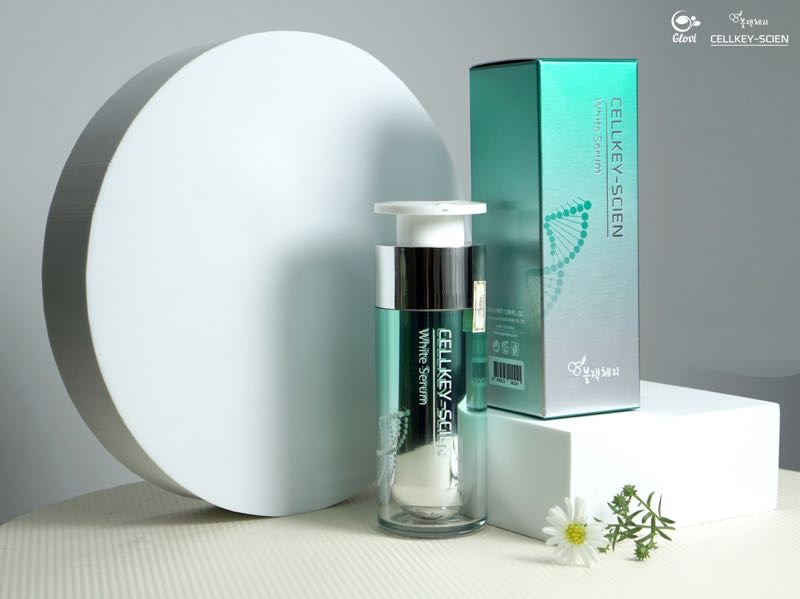 Glovi
블랙체리
CELLKEY-SCIEN
CELLKEY-SCIEN
White Serum
블랙체리
CELLKEY-SCIEN
White Serum